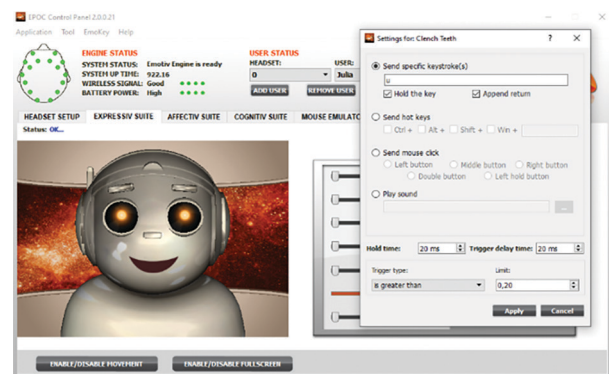 EPOC Control Panel 2.0.0.21
Application Tool EmoKey Help
ENGINE STATUS
SYSTEM STATUS: Emotiv Engine is ready
SYSTEM UP TIME: 922.16
WIRELESS SIGNAL: Good
BATTERY POWER: High
USER STATUS
HEADSET: USER:
0 Julia
ADD USER REMOVE USER
HEADSET SETUP EXPRESSIV SUITE AFFECTIV SUITE COGNITIV SUITE MOUSE EMULATO
Status: OK...
ENABLE/DISABLE MOVEMENT ENABLE/DISABLE FULLSCREEN
Settings for: Clench Teeth ? X
Send specific keystroke(s)
u
Hold the key Append return
Send hot keys
Ctrl + Alt + Shift + Win +
Send mouse click
Left button Middle button Right button
Double button Left hold button
Play sound
...
Hold time: 20 ms Trigger delay time: 20 ms
Trigger type: Limit:
is greater than 0,20
Apply Cancel